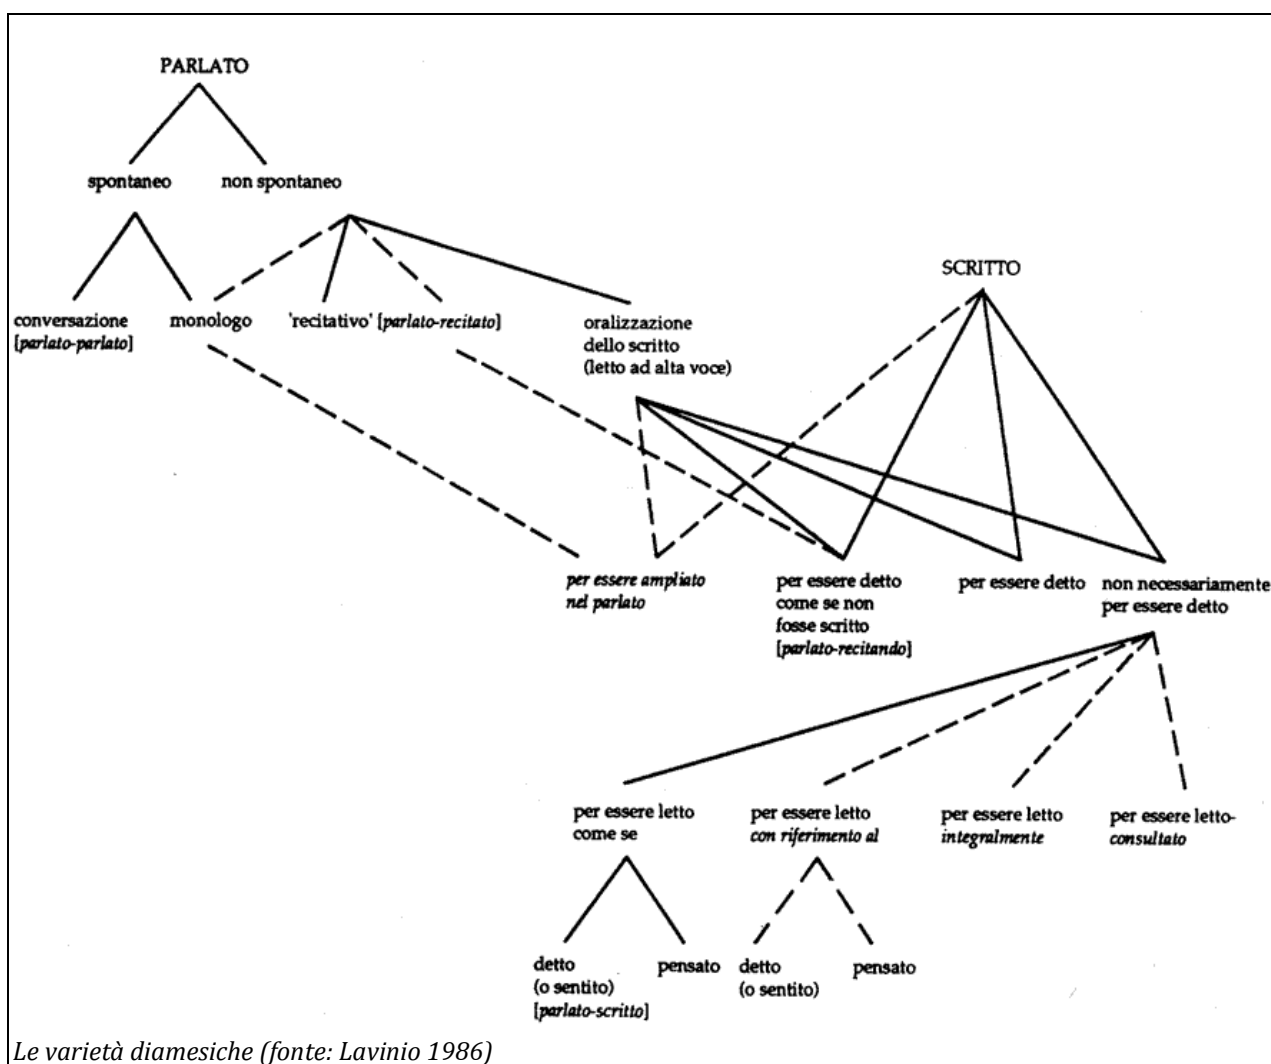 PARLATO
spontaneo
non spontaneo
SCRITTO
conversazione
[parlato-parlato]
monologo
'recitativo' [parlato-recitato]
oralizzazione
dello scritto
(letto ad alta voce)
per essere ampliato
nel parlato
per essere detto
come se non
fosse scritto
[parlato-recitando]
per essere detto
non necessariamente
per essere detto
per essere letto
come se
per essere letto
con riferimento al
per essere letto
integralmente
per essere letto-
consultato
detto
(o sentito)
[parlato-scritto]
pensato
detto
(o sentito)
pensato
Le varietà diamesiche (fonte: Lavinio 1986)